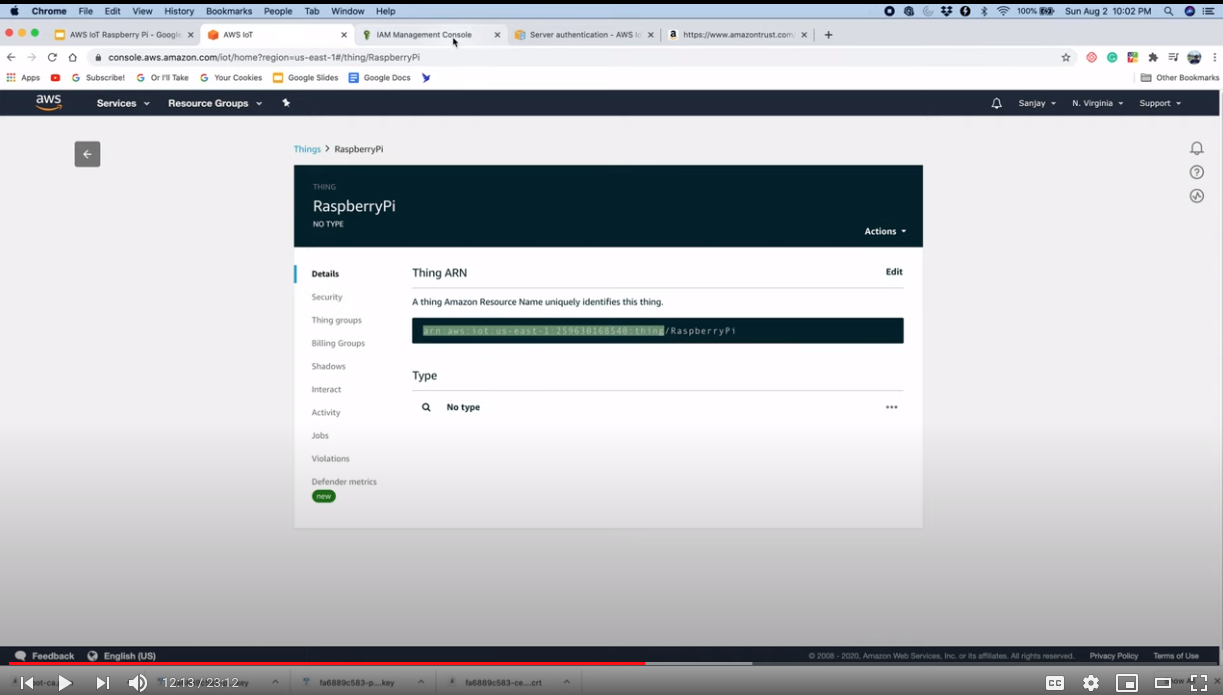 Chrome File Edit View History Bookmarks People Tab Window Help 100% Sun Aug 2 10:02 PM
AWS IoT Raspberry Pi - Google AWS IoT IAM Management Console Server authentication - AWS Io https://www.amazontrust.com/
console.aws.amazon.com/iot/home?region=us-east-1#/thing/RaspberryPi
Apps Subscribe! Or I'll Take Your Cookies Google Slides Google Docs Other Bookmarks
aws Services Resource Groups Sanjay N. Virginia Support
Things > RaspberryPi
THING
RaspberryPi
NO TYPE
Actions
Details
Security
Thing groups
Billing Groups
Shadows
Interact
Activity
Jobs
Violations
Defender metrics
new
Thing ARN Edit
A thing Amazon Resource Name uniquely identifies this thing.
arn:aws:iot:us-east-1:259630168540:thing/RaspberryPi
Type
No type
Feedback English (US) © 2008 - 2020, Amazon Web Services, Inc. or its affiliates. All rights reserved. Privacy Policy Terms of Use
12:13 / 23:12 fa6889c583-p....key fa6889c583-ce....crt CC